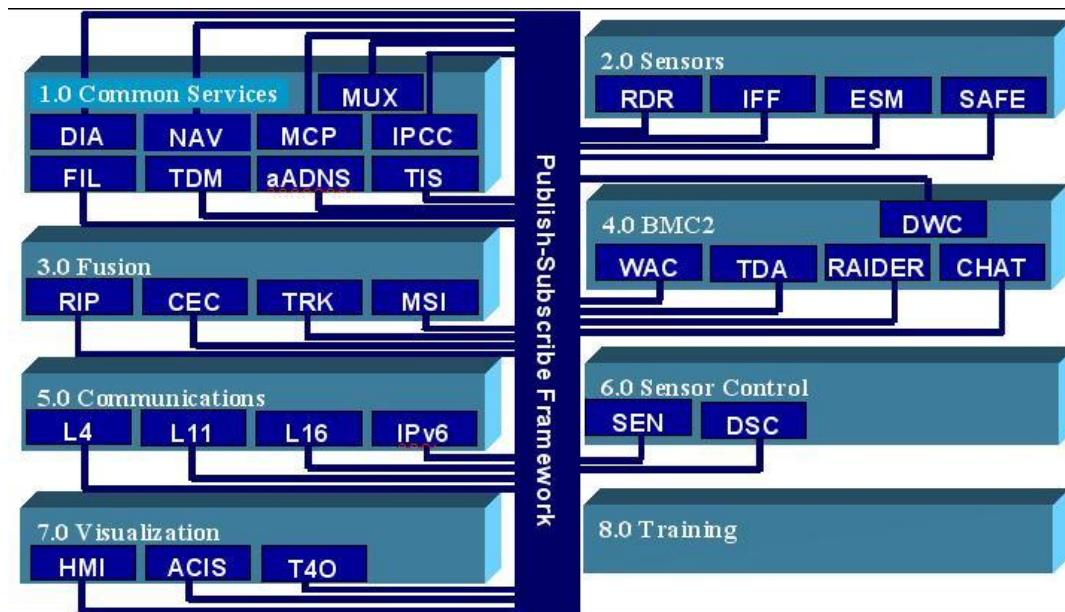 1.0 Common Services
MUX
DIA NAV MCP IPCC
FIL TDM aADNS TIS
3.0 Fusion
RIP CEC TRK MSI
5.0 Communications
L4 L11 L16 IPv6
7.0 Visualization
HMI ACIS T4O
Publish-Subscribe Framework
2.0 Sensors
RDR IFF ESM SAFE
4.0 BMC2
DWC
WAC TDA RAIDER CHAT
6.0 Sensor Control
SEN DSC
8.0 Training